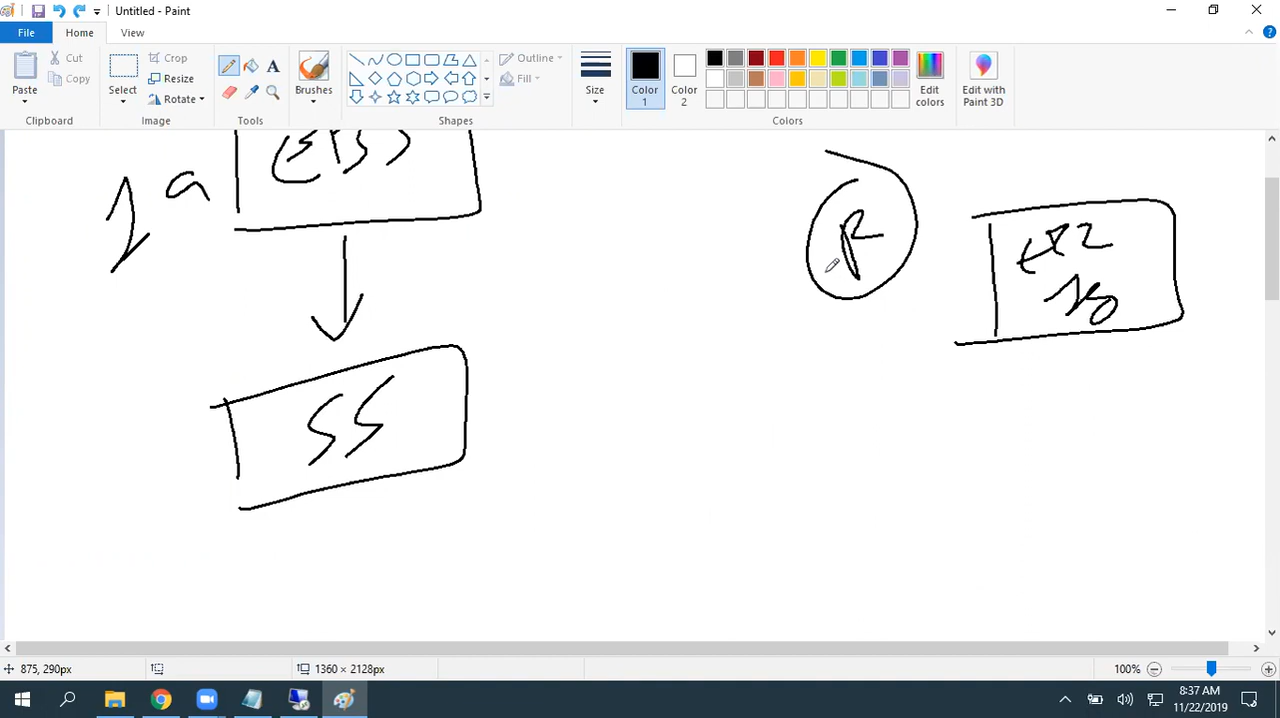 Untitled - Paint
File
Home
View
Paste
Cut
Copy
Clipboard
Select
Crop
Resize
Rotate
Image
Tools
Brushes
Shapes
Outline
Fill
Size
Color
1
Color
2
Colors
Edit
colors
Edit with
Paint 3D
R
SS
875, 290px
1360 × 2128px
100%
8:37 AM
11/22/2019